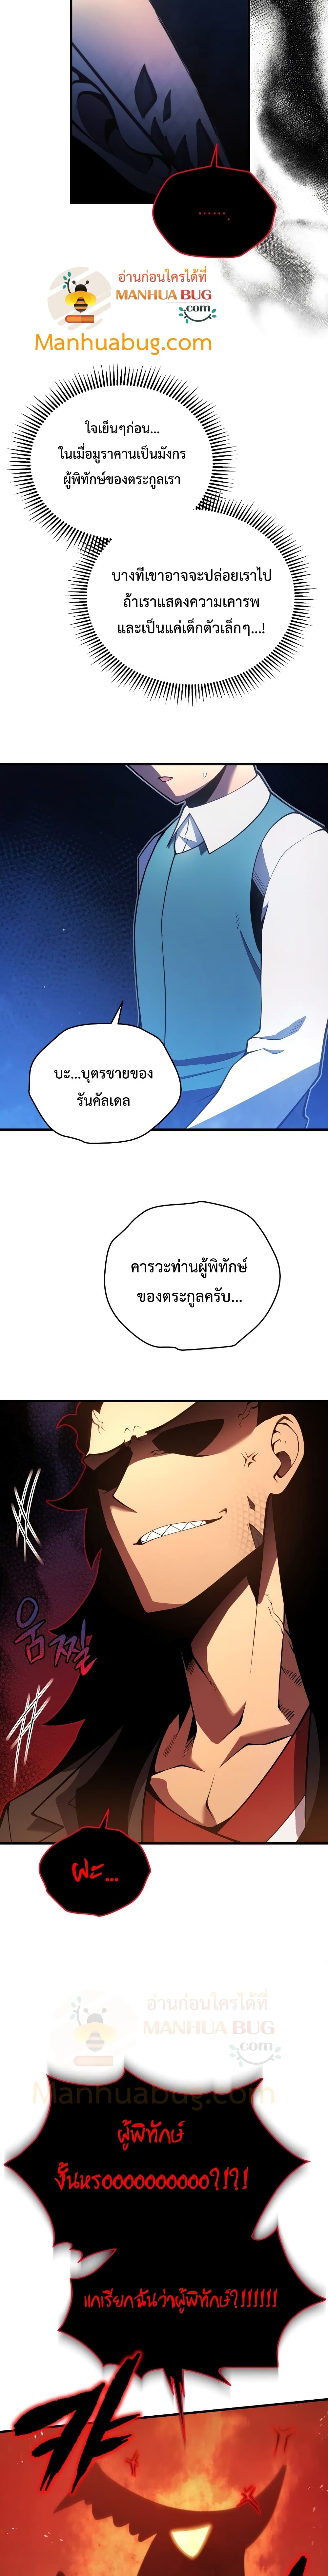 .......
อ่านก่อนใครได้ที่
MANHUA BUG
.com
Manhuabug.com
ใจเย็นๆก่อน...
ในเมื่อมูราคานเป็นมังกร
ผู้พิทักษ์ของตระกูลเรา
บางทีเขาอาจจะปล่อยเราไป
ถ้าเราแสดงความเคารพ
และเป็นแค่เด็กตัวเล็กๆ...!
บะ...บุตรชายของ
รันคัลเดล
คารวะท่านผู้พิทักษ์
ของตระกูลครับ...
움찔
ผะ...
อ่านก่อนใครได้ที่
MANHUA BUG
.com
Manhuabug.com
ผู้พิทักษ์
งั้นหรoooooooooo?!?!
แกเรียกฉันว่าผู้พิทักษ์?!!!!!!